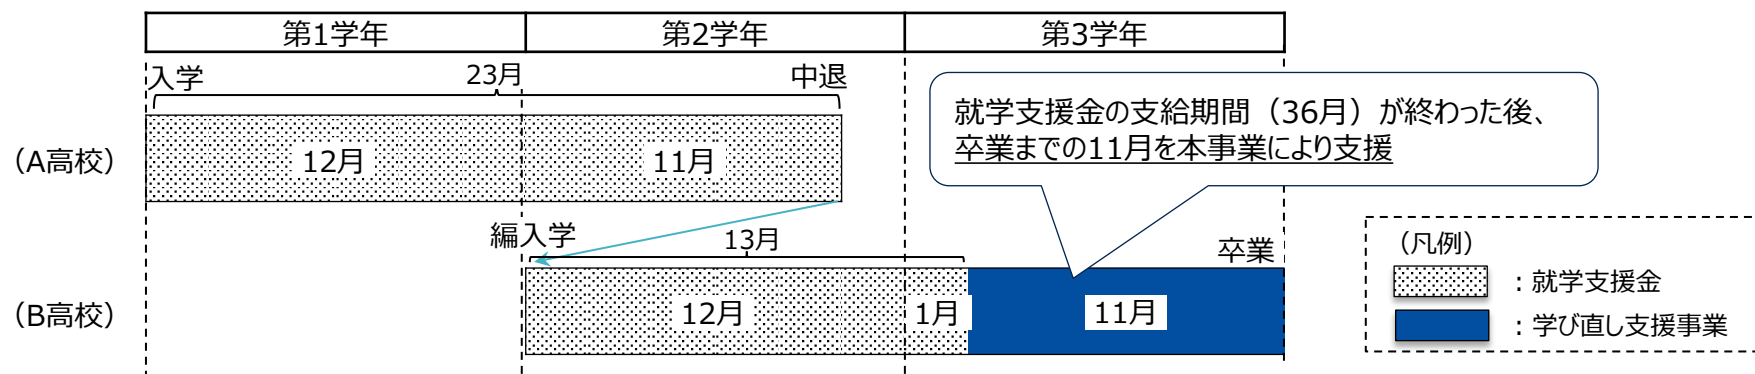 第1学年
第2学年
第3学年
入学
23月
中退
就学支援金の支給期間（36月）が終わった後、
卒業までの11月を本事業により支援
（A高校）
12月
11月
編入学
13月
卒業
（B高校）
12月
1月
11月
（凡例）
：就学支援金
：学び直し支援事業